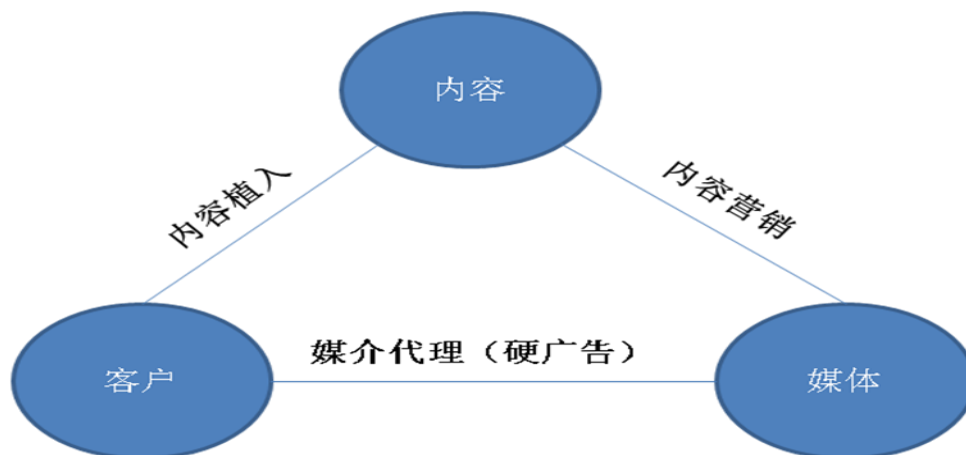 内容
内容植入
内容营销
媒介代理（硬广告）
客户
媒体